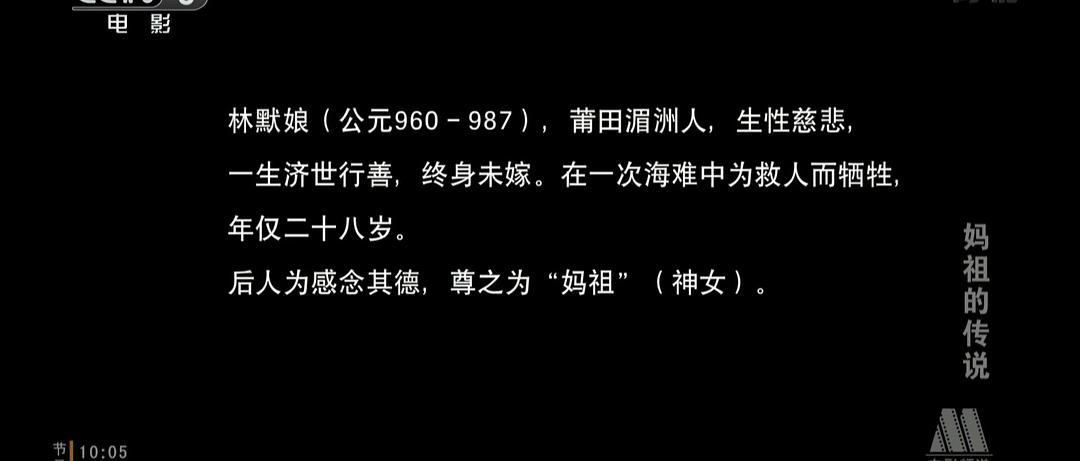 电影
林默娘（公元960－987），莆田湄洲人，生性慈悲，
一生济世行善，终身未嫁。在一次海难中为救人而牺牲，
年仅二十八岁。
后人为感念其德，尊之为“妈祖”（神女）。
妈祖的传说
节
10:05